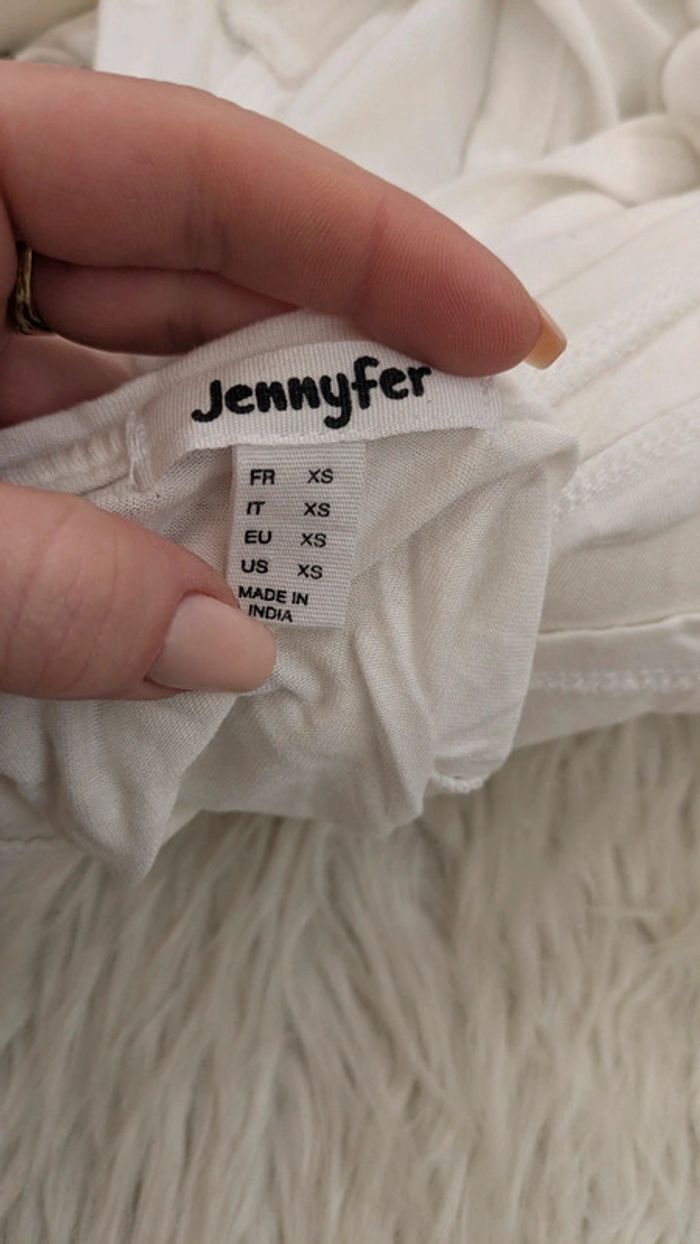 Jennyfer
FR XS
IT XS
EU XS
US XS
MADE IN
INDIA